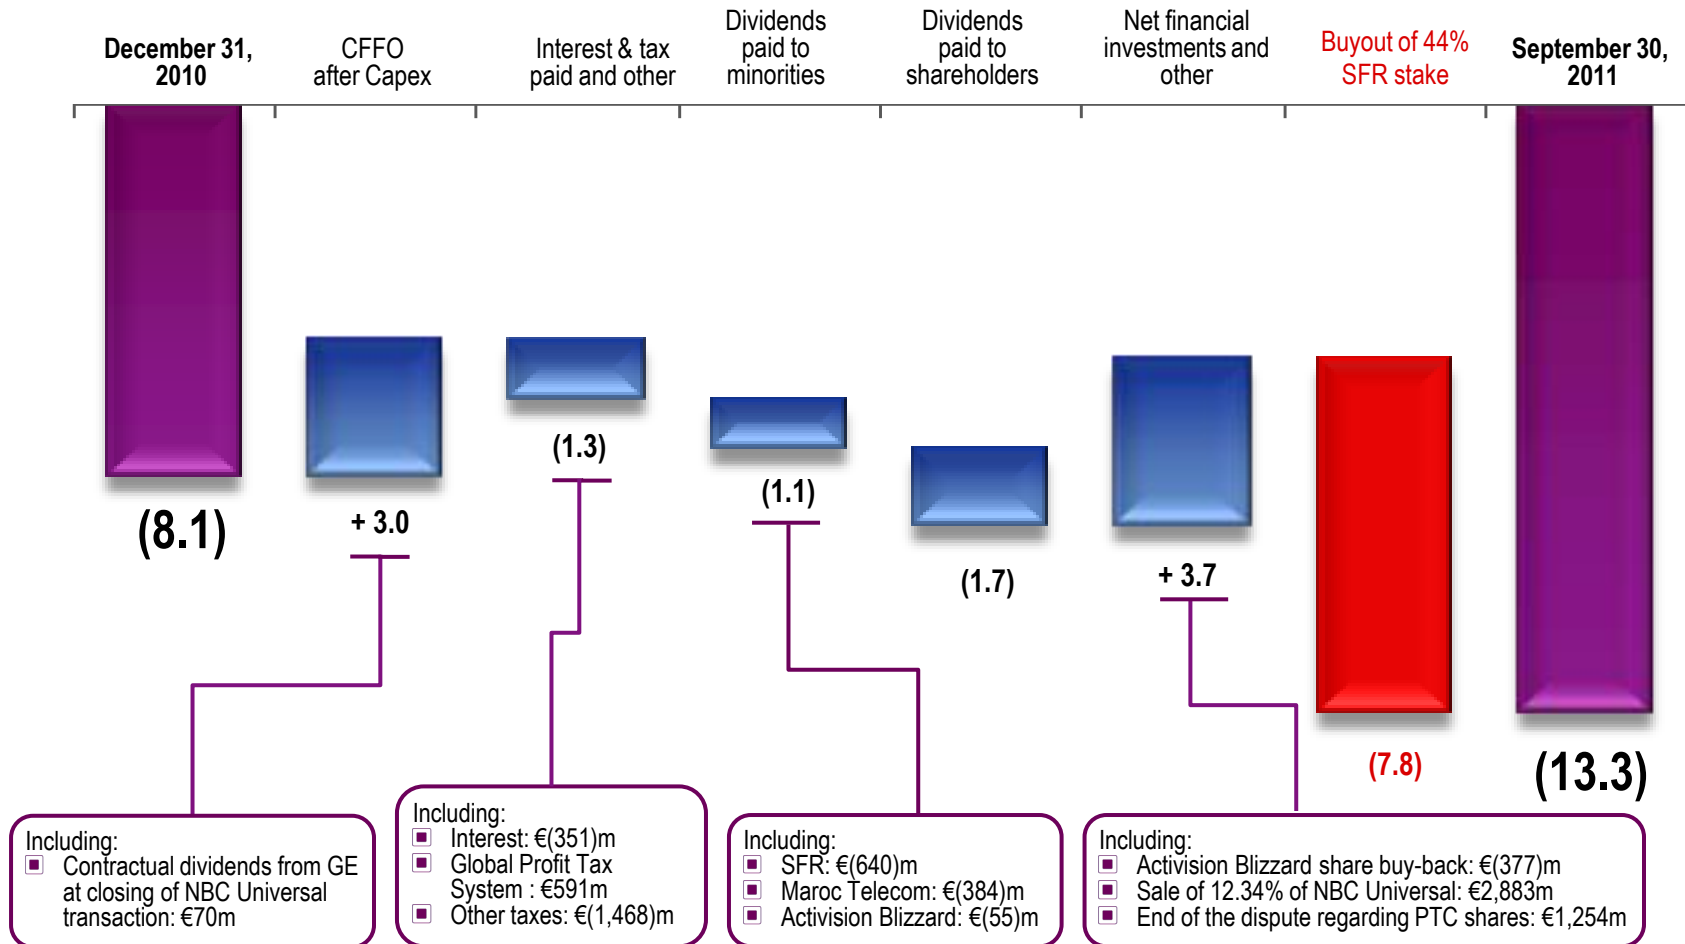 December 31,
2010
CFFO
after Capex
Interest & tax
paid and other
Dividends
paid to
minorities
Dividends
paid to
shareholders
Net financial
investments and
other
Buyout of 44%
SFR stake
September 30,
2011
(8.1)
+ 3.0
(1.3)
(1.1)
(1.7)
+ 3.7
(7.8)
(13.3)
Including:
Contractual dividends from GE
at closing of NBC Universal
transaction: €70m
Including:
Interest: €(351)m
Global Profit Tax
System : €591m
Other taxes: €(1,468)m
Including:
SFR: €(640)m
Maroc Telecom: €(384)m
Activision Blizzard: €(55)m
Including:
Activision Blizzard share buy-back: €(377)m
Sale of 12.34% of NBC Universal: €2,883m
End of the dispute regarding PTC shares: €1,254m